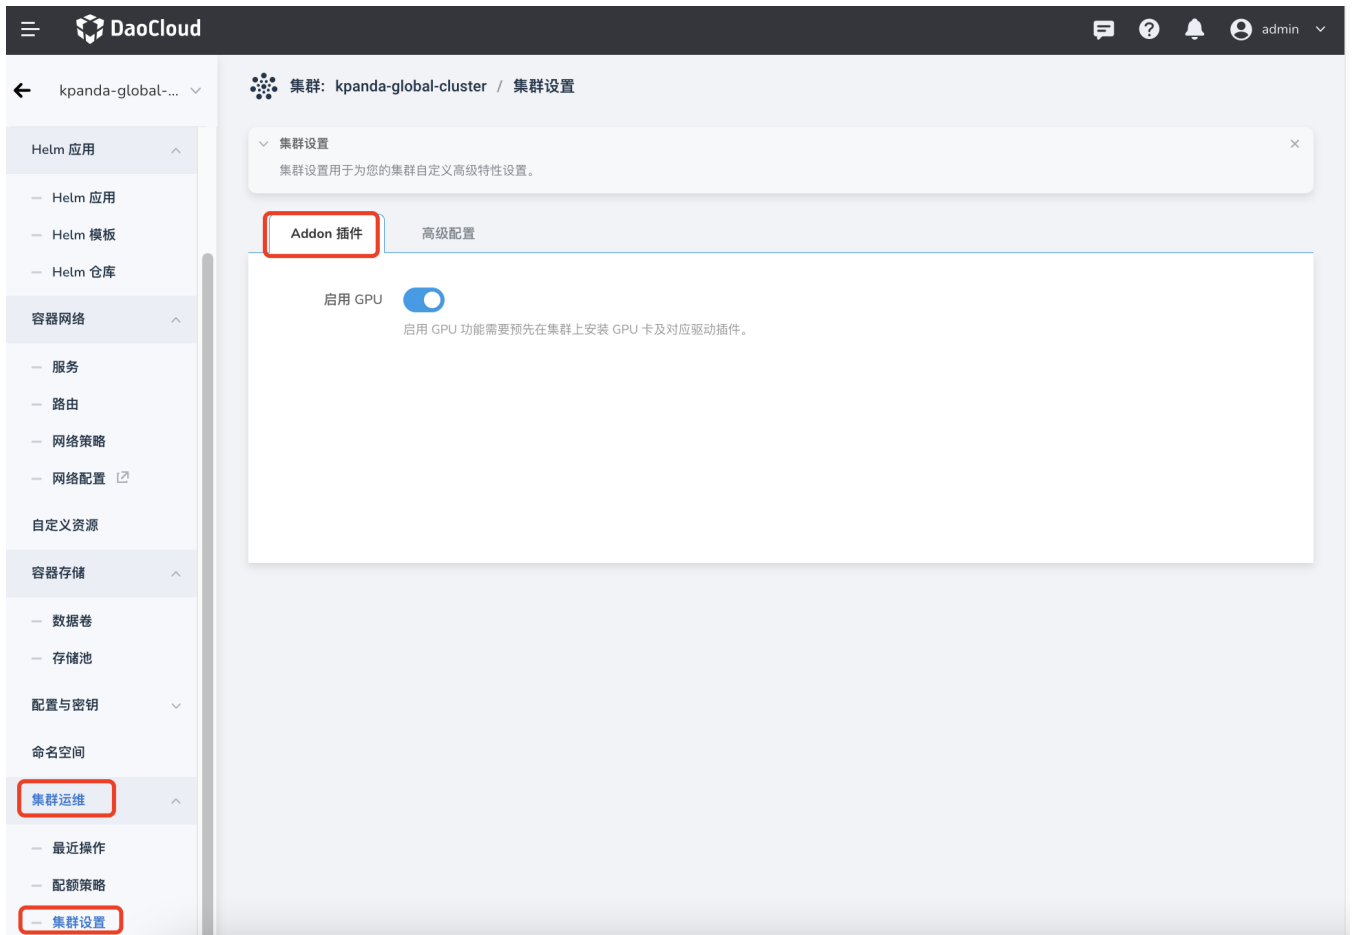 DaoCloud
admin
kpanda-global-...
集群: kpanda-global-cluster / 集群设置
集群设置
集群设置用于为您的集群自定义高级特性设置。
Addon 插件
高级配置
启用 GPU
启用 GPU 功能需要预先在集群上安装 GPU 卡及对应驱动插件。
Helm 应用
Helm 应用
Helm 模板
Helm 仓库
容器网络
服务
路由
网络策略
网络配置
自定义资源
容器存储
数据卷
存储池
配置与密钥
命名空间
集群运维
最近操作
配额策略
集群设置